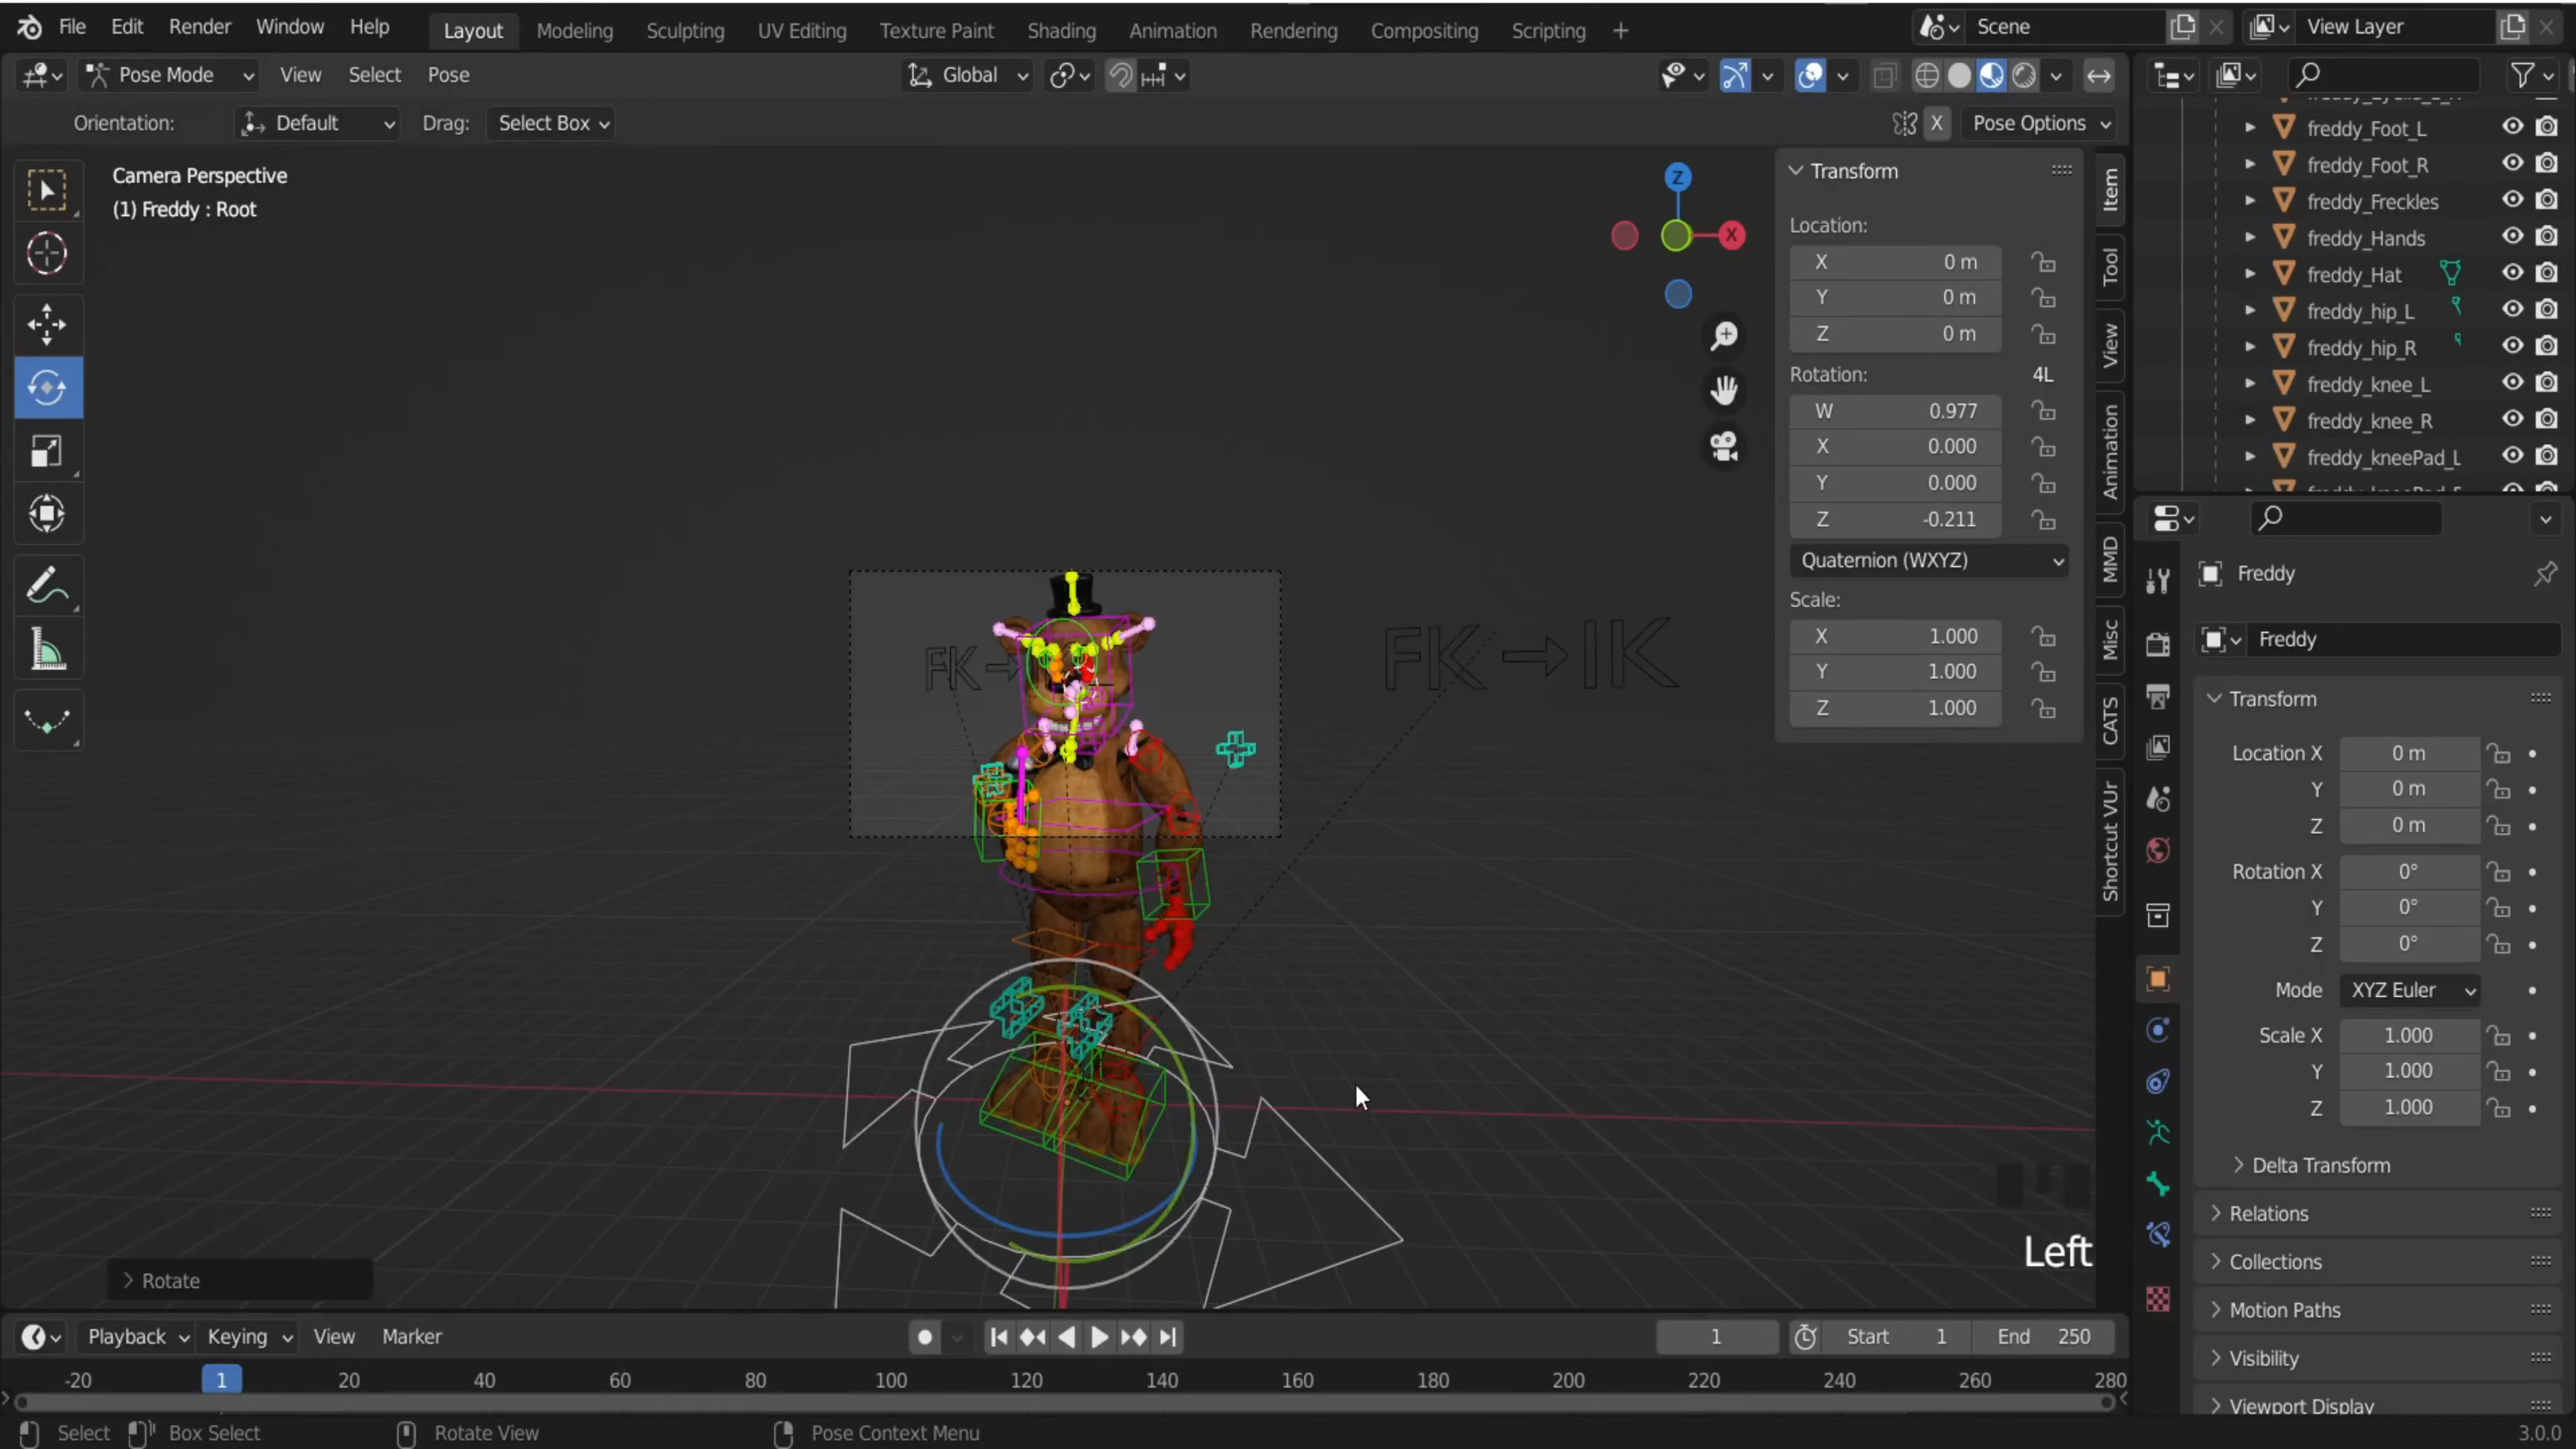 File Edit Render Window Help Layout Modeling Sculpting UV Editing Texture Paint Shading Animation Rendering Compositing Scripting + Scene View Layer
Pose Mode View Select Pose Global
Orientation: Default Drag: Select Box X Pose Options
Camera Perspective
(1) Freddy : Root
Z
X
FK→
FK→IK
Transform
Location:
X 0 m
Y 0 m
Z 0 m
Rotation: 4L
W 0.977
X 0.000
Y 0.000
Z -0.211
Quaternion (WXYZ)
Scale:
X 1.000
Y 1.000
Z 1.000
Item
Tool
View
Animation
MMD
Misc
CATS
Shortcut VUr
freddy_Foot_L
freddy_Foot_R
freddy_Freckles
freddy_Hands
freddy_Hat
freddy_hip_L
freddy_hip_R
freddy_knee_L
freddy_knee_R
freddy_kneePad_L
Freddy
Freddy
Transform
Location X 0 m
Y 0 m
Z 0 m
Rotation X 0°
Y 0°
Z 0°
Mode XYZ Euler
Scale X 1.000
Y 1.000
Z 1.000
Delta Transform
Relations
Collections
Motion Paths
Visibility
Viewport Display
Left
Rotate
Playback Keying View Marker 1 Start 1 End 250
-20 1 20 40 60 80 100 120 140 160 180 200 220 240 260 280
Select Box Select Rotate View Pose Context Menu 3.0.0